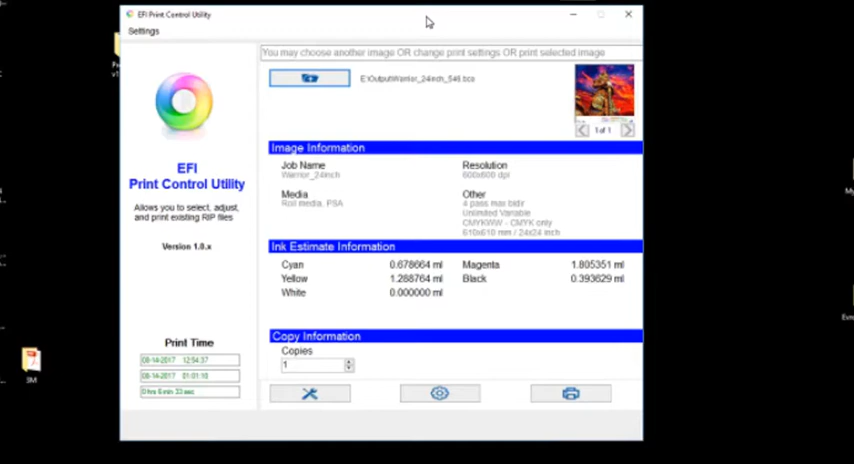 EFI Print Control Utility
Settings
You may choose another image OR change print settings OR print selected image
E:\Output\Warrior_24inch_546.bce
1 of 1
EFI
Print Control Utility
Allows you to select, adjust,
and print existing RIP files
Version 1.0.x
Image Information
Job Name
Warrior_24inch
Resolution
600x600 dpi
Media
Roll media, PSA
Other
4 pass max bidir
Unlimited Variable
CMYKWW - CMYK only
610x610 mm / 24x24 inch
Ink Estimate Information
Cyan 0.678664 ml Magenta 1.805351 ml
Yellow 1.288764 ml Black 0.393629 ml
White 0.000000 ml
Print Time
08-14-2017 12:54:37
08-14-2017 01:01:10
0 hrs 6 min 33 sec
Copy Information
Copies
1
SM